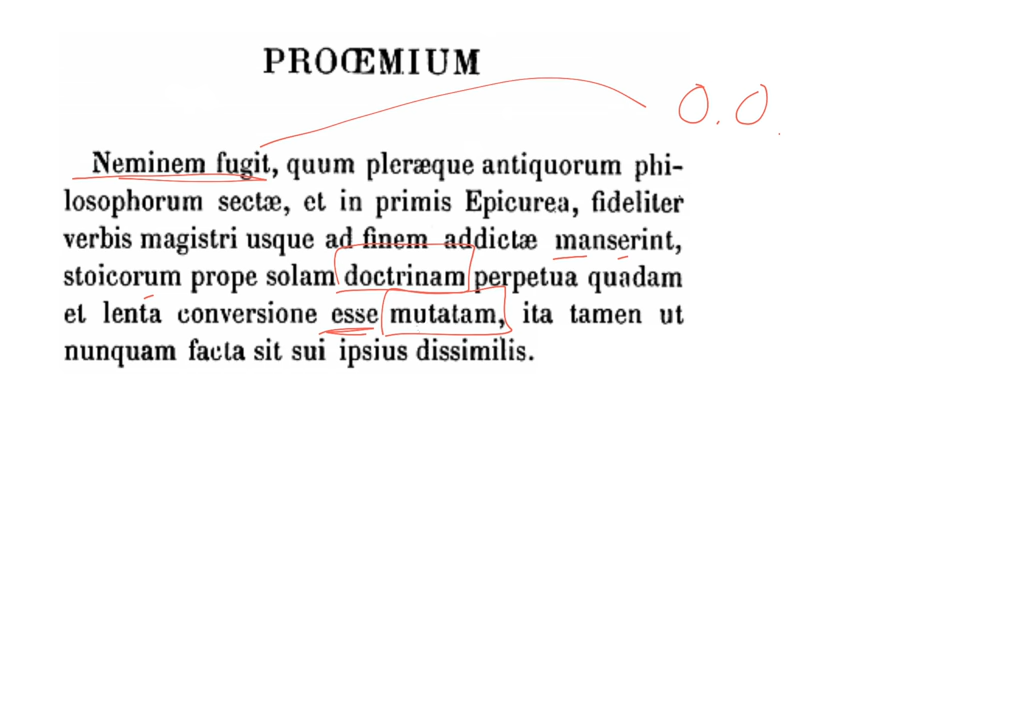 PROŒMIUM
O.O
Neminem fugit, quum pleræque antiquorum phi-
losophorum sectæ, et in primis Epicurea, fideliter
verbis magistri usque ad finem addictæ manserint,
stoicorum prope solam doctrinam perpetua quadam
et lenta conversione esse mutatam, ita tamen ut
nunquam facta sit sui ipsius dissimilis.